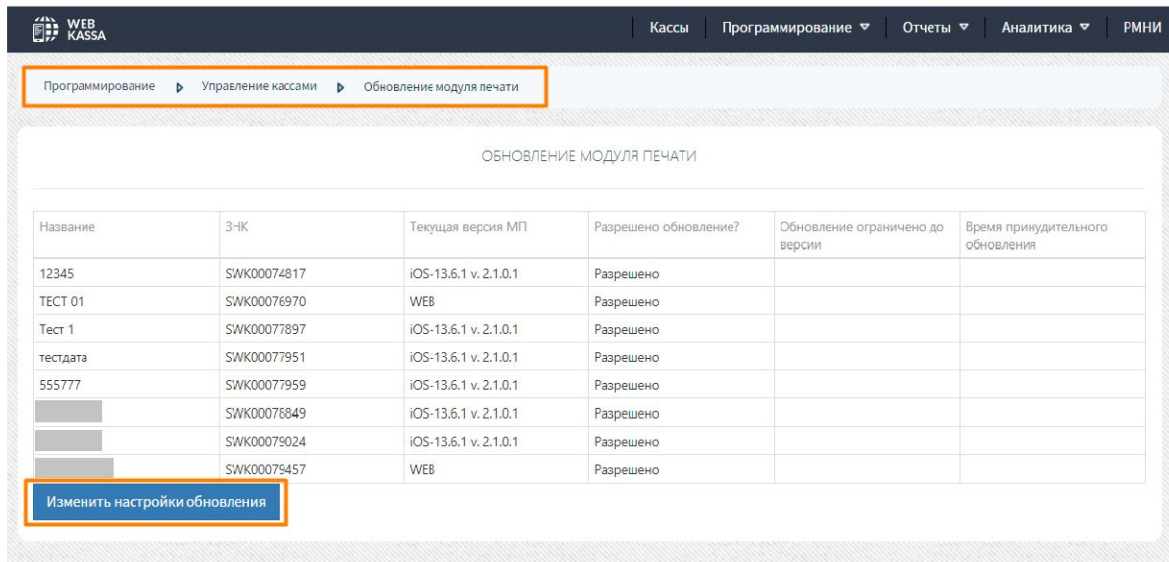 WEB
KASSA
Кассы Программирование Отчеты Аналитика РМНИ
Программирование Управление кассами Обновление модуля печати
ОБНОВЛЕНИЕ МОДУЛЯ ПЕЧАТИ
Название ЗНК Текущая версия МП Разрешено обновление? Обновление ограничено до версии Время принудительного обновления
12345 SWK00074817 iOS-13.6.1 v. 2.1.0.1 Разрешено
ТЕСТ 01 SWK00076970 WEB Разрешено
Тест 1 SWK00077897 iOS-13.6.1 v. 2.1.0.1 Разрешено
тестдата SWK00077951 iOS-13.6.1 v. 2.1.0.1 Разрешено
555777 SWK00077959 iOS-13.6.1 v. 2.1.0.1 Разрешено
SWK00078849 iOS-13.6.1 v. 2.1.0.1 Разрешено
SWK00079024 iOS-13.6.1 v. 2.1.0.1 Разрешено
SWK00079457 WEB Разрешено
Изменить настройки обновления